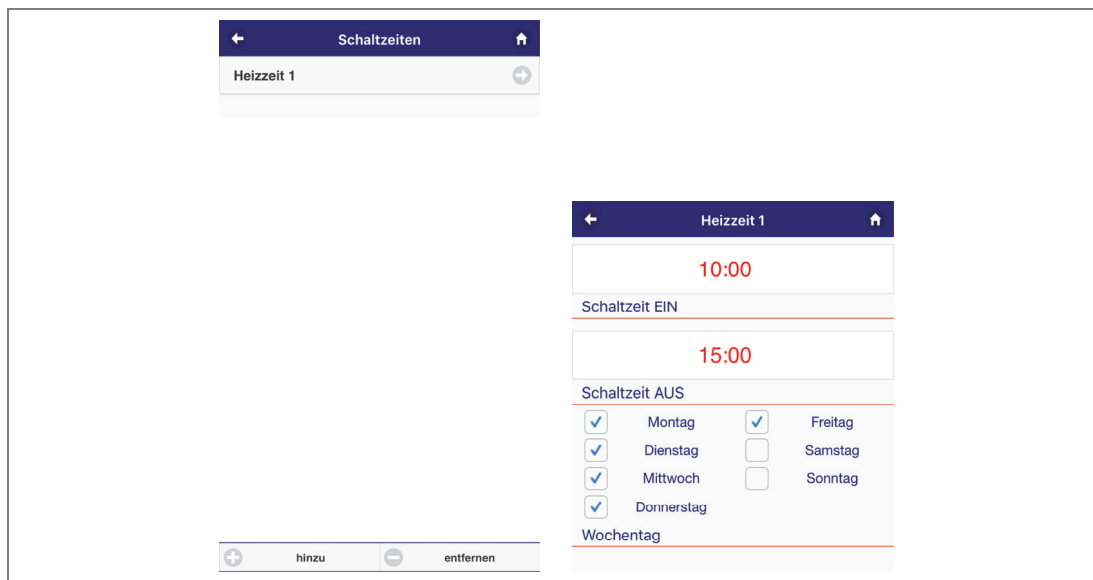 Schaltzeiten
Heizzeit 1
hinzu entfernen
Heizzeit 1
10:00
Schaltzeit EIN
15:00
Schaltzeit AUS
Montag Freitag
Dienstag Samstag
Mittwoch Sonntag
Donnerstag
Wochentag